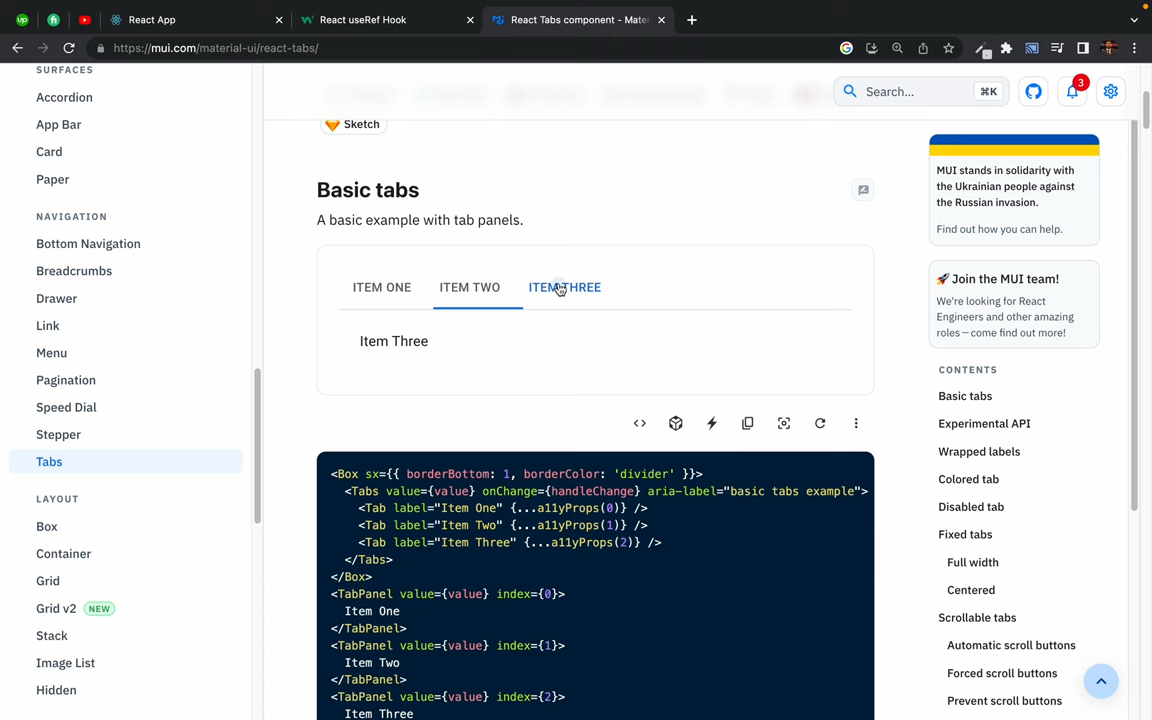 React App
React useRef Hook
React Tabs component - Mater
https://mui.com/material-ui/react-tabs/
SURFACES
Accordion
App Bar
Card
Paper
NAVIGATION
Bottom Navigation
Breadcrumbs
Drawer
Link
Menu
Pagination
Speed Dial
Stepper
Tabs
LAYOUT
Box
Container
Grid
Grid v2 NEW
Stack
Image List
Hidden
Search...
⌘K
3
Sketch
Basic tabs
A basic example with tab panels.
ITEM ONE
ITEM TWO
ITEM THREE
Item Three
<Box sx={{ borderBottom: 1, borderColor: 'divider' }}>
<Tabs value={value} onChange={handleChange} aria-label="basic tabs example">
<Tab label="Item One" {...a11yProps(0)} />
<Tab label="Item Two" {...a11yProps(1)} />
<Tab label="Item Three" {...a11yProps(2)} />
</Tabs>
</Box>
<TabPanel value={value} index={0}>
Item One
</TabPanel>
<TabPanel value={value} index={1}>
Item Two
</TabPanel>
<TabPanel value={value} index={2}>
Item Three
MUI stands in solidarity with
the Ukrainian people against
the Russian invasion.
Find out how you can help.
🚀 Join the MUI team!
We're looking for React
Engineers and other amazing
roles—come find out more!
CONTENTS
Basic tabs
Experimental API
Wrapped labels
Colored tab
Disabled tab
Fixed tabs
Full width
Centered
Scrollable tabs
Automatic scroll buttons
Forced scroll buttons
Prevent scroll buttons